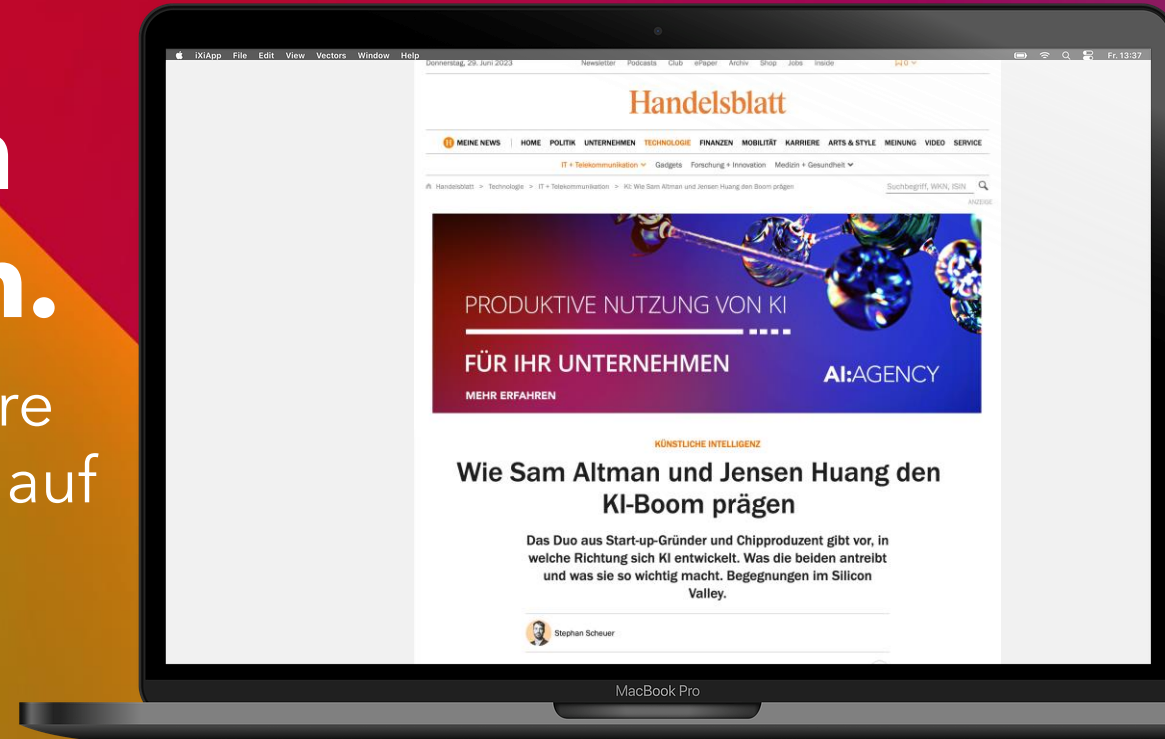 n
n.
re
auf
iXiApp File Edit View Vectors Window Help Fr. 13:37
Donnerstag, 29. Juni 2023 Newsletter Podcasts Club ePaper Archiv Shop Jobs Inside 0
Handelsblatt
MEINE NEWS HOME POLITIK UNTERNEHMEN TECHNOLOGIE FINANZEN MOBILITÄT KARRIERE ARTS & STYLE MEINUNG VIDEO SERVICE
IT + Telekommunikation Gadgets Forschung + Innovation Medizin + Gesundheit
Handelsblatt > Technologie > IT + Telekommunikation > KI: Wie Sam Altman und Jensen Huang den Boom prägen
Suchbegriff, WKN, ISIN
ANZEIGE
PRODUKTIVE NUTZUNG VON KI
FÜR IHR UNTERNEHMEN
AI:AGENCY
MEHR ERFAHREN
KÜNSTLICHE INTELLIGENZ
Wie Sam Altman und Jensen Huang den
KI-Boom prägen
Das Duo aus Start-up-Gründer und Chipproduzent gibt vor, in
welche Richtung sich KI entwickelt. Was die beiden antreibt
und was sie so wichtig macht. Begegnungen im Silicon
Valley.
Stephan Scheuer
MacBook Pro